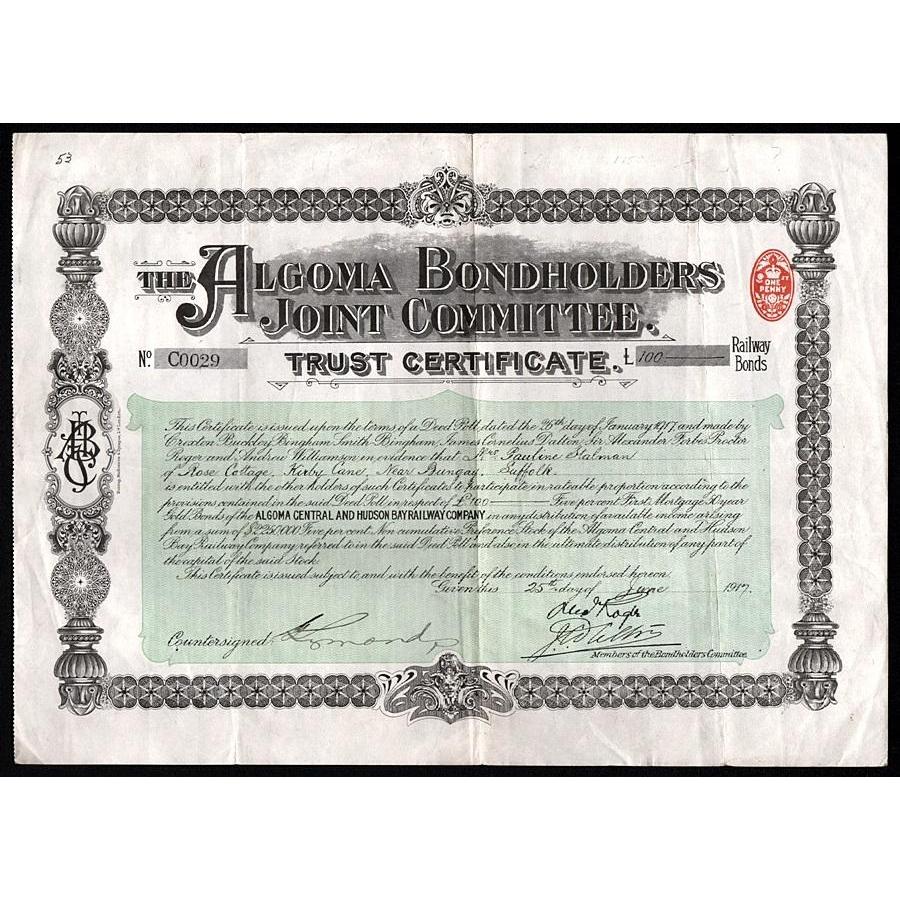 53
THE ALGOMA BONDHOLDERS
JOINT COMMITTEE.
ONE
PENNY
No. C0029 TRUST CERTIFICATE. £ 100 Railway
Bonds
This Certificate is issued upon the terms of a Deed Poll, dated the 26th day of January 1917 and made by
Croxton Buckley Bingham Smith-Bingham, James Cornelius Dalton, Sir Alexander Forbes Proctor
Roger and Andrew Williamson in evidence that Mrs Pauline Stalman
of Rose Cottage, Kirby Cane, Near Bungay, Suffolk
is entitled with the other holders of such Certificates to participate in rateable proportion according to the
provisions contained in the said Deed Poll in respect of £100 Five per cent First Mortgage 50 year
Gold Bonds of the ALGOMA CENTRAL AND HUDSON BAY RAILWAY COMPANY in any distribution of available income arising
from a sum of $2,250,000 Five per cent. Non cumulative Preference Stock of the Algoma Central and Hudson
Bay Railway Company referred to in the said Deed Poll and also in the ultimate distribution of any part of
the capital of the said Stock.
This Certificate is issued subject to, and with the benefit of the conditions endorsed hereon.
Given this 25th day of June 1917.
Countersigned
Members of the Bondholders Committee.